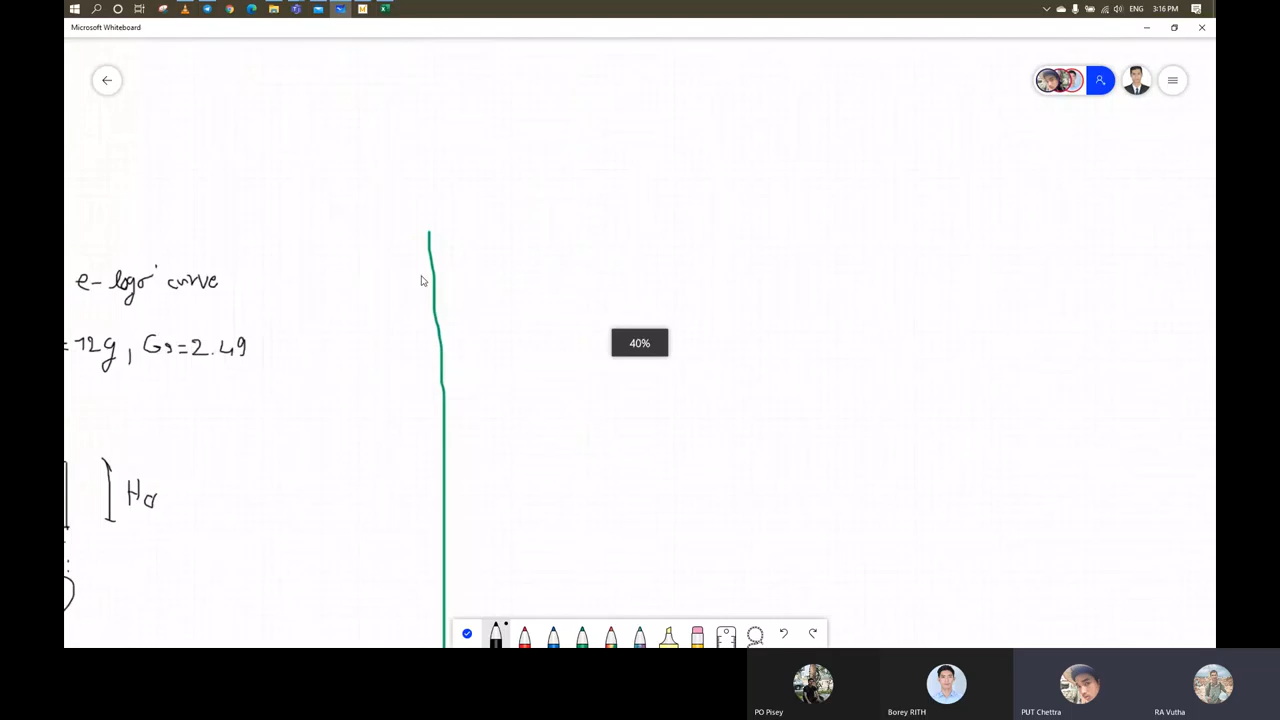 ENG 3:16 PM
Microsoft Whiteboard
e-logσ' curve
=12g, Gs=2.49
40%
Ho
PO Pisey
Borey RITH
PUT Chettra
RA Vutha